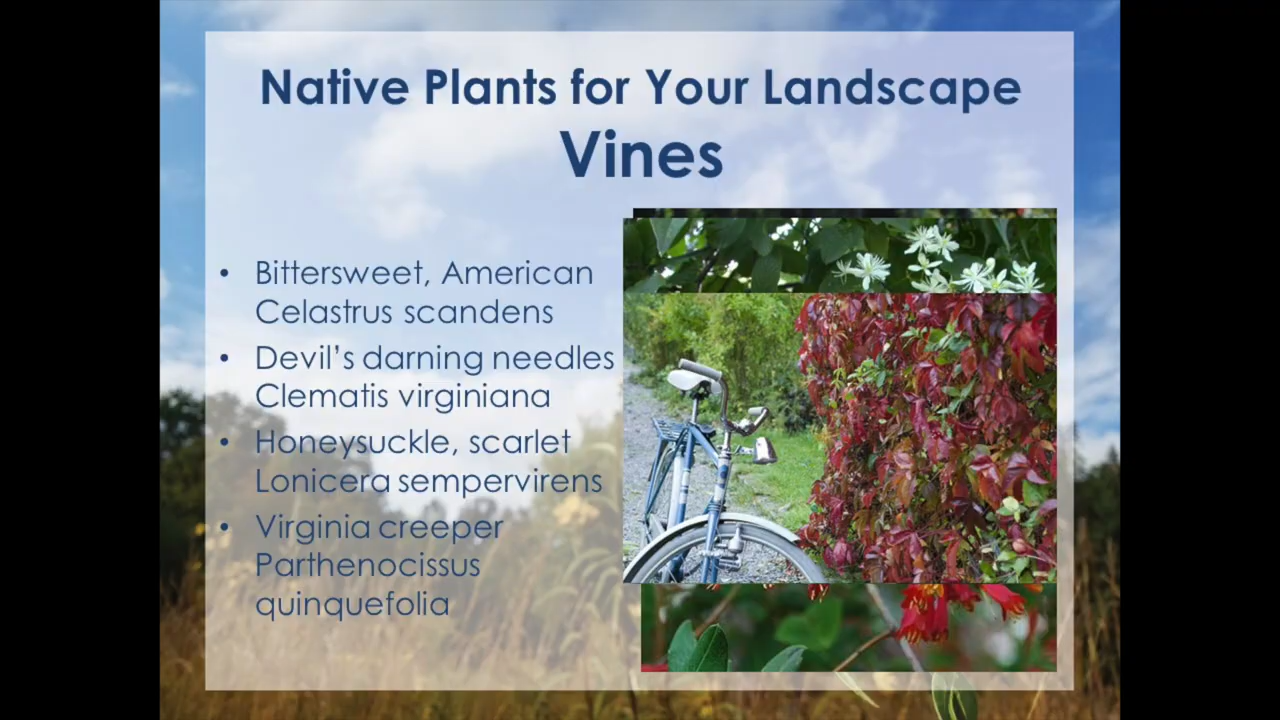 Native Plants for Your Landscape
Vines
• Bittersweet, American
Celastrus scandens
• Devil’s darning needles
Clematis virginiana
• Honeysuckle, scarlet
Lonicera sempervirens
• Virginia creeper
Parthenocissus
quinquefolia